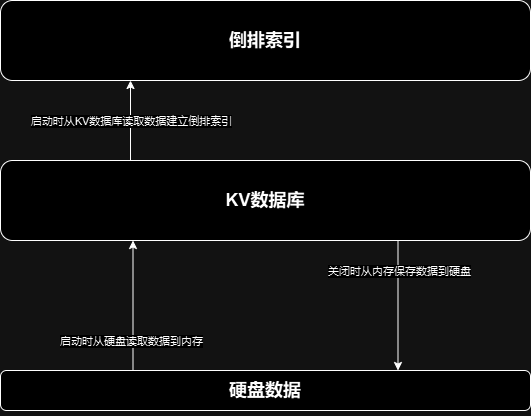 倒排索引
启动时从KV数据库读取数据建立倒排索引
KV数据库
关闭时从内存保存数据到硬盘
启动时从硬盘读取数据到内存
硬盘数据